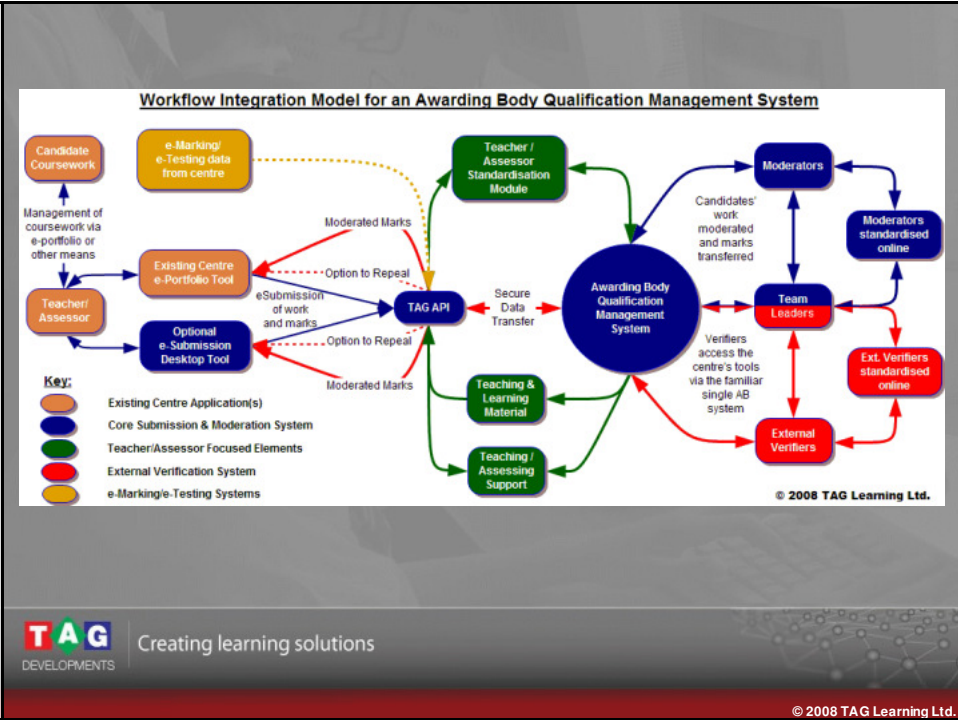 Workflow Integration Model for an Awarding Body Qualification Management System
Candidate
Coursework
e-Marking/
e-Testing data
from centre
Teacher /
Assessor
Standardisation
Module
Moderators
Management of
coursework via
e-portfolio or
other means
Moderated Marks
Candidates'
work
moderated
and marks
transferred
Moderators
standardised
online
Existing Centre
e-Portfolio Tool
Option to Repeal
eSubmission
of work
and marks
TAG API
Secure
Data
Transfer
Awarding Body
Qualification
Management
System
Team
Leaders
Teacher/
Assessor
Optional
e-Submission
Desktop Tool
Option to Repeal
Moderated Marks
Verifiers
access the
centre's tools
via the familiar
single AB
system
Ext. Verifiers
standardised
online
Teaching &
Learning
Material
External
Verifiers
Teaching /
Assessing
Support
Key:
Existing Centre Application(s)
Core Submission & Moderation System
Teacher/Assessor Focused Elements
External Verification System
e-Marking/e-Testing Systems
© 2008 TAG Learning Ltd.
TAG
DEVELOPMENTS
Creating learning solutions
© 2008 TAG Learning Ltd.